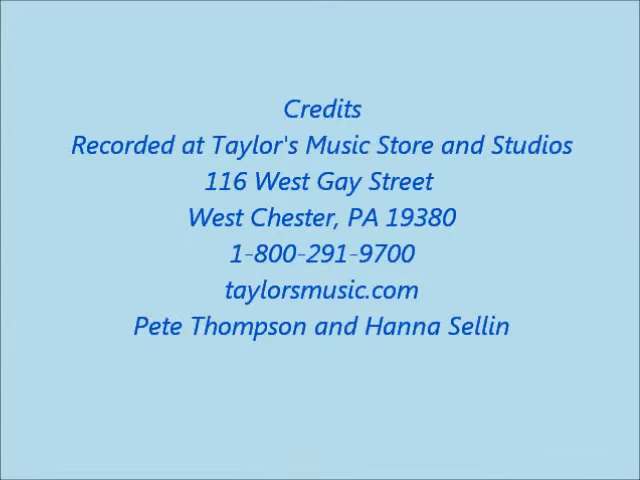 Credits
Recorded at Taylor's Music Store and Studios
116 West Gay Street
West Chester, PA 19380
1-800-291-9700
taylorsmusic.com
Pete Thompson and Hanna Sellin